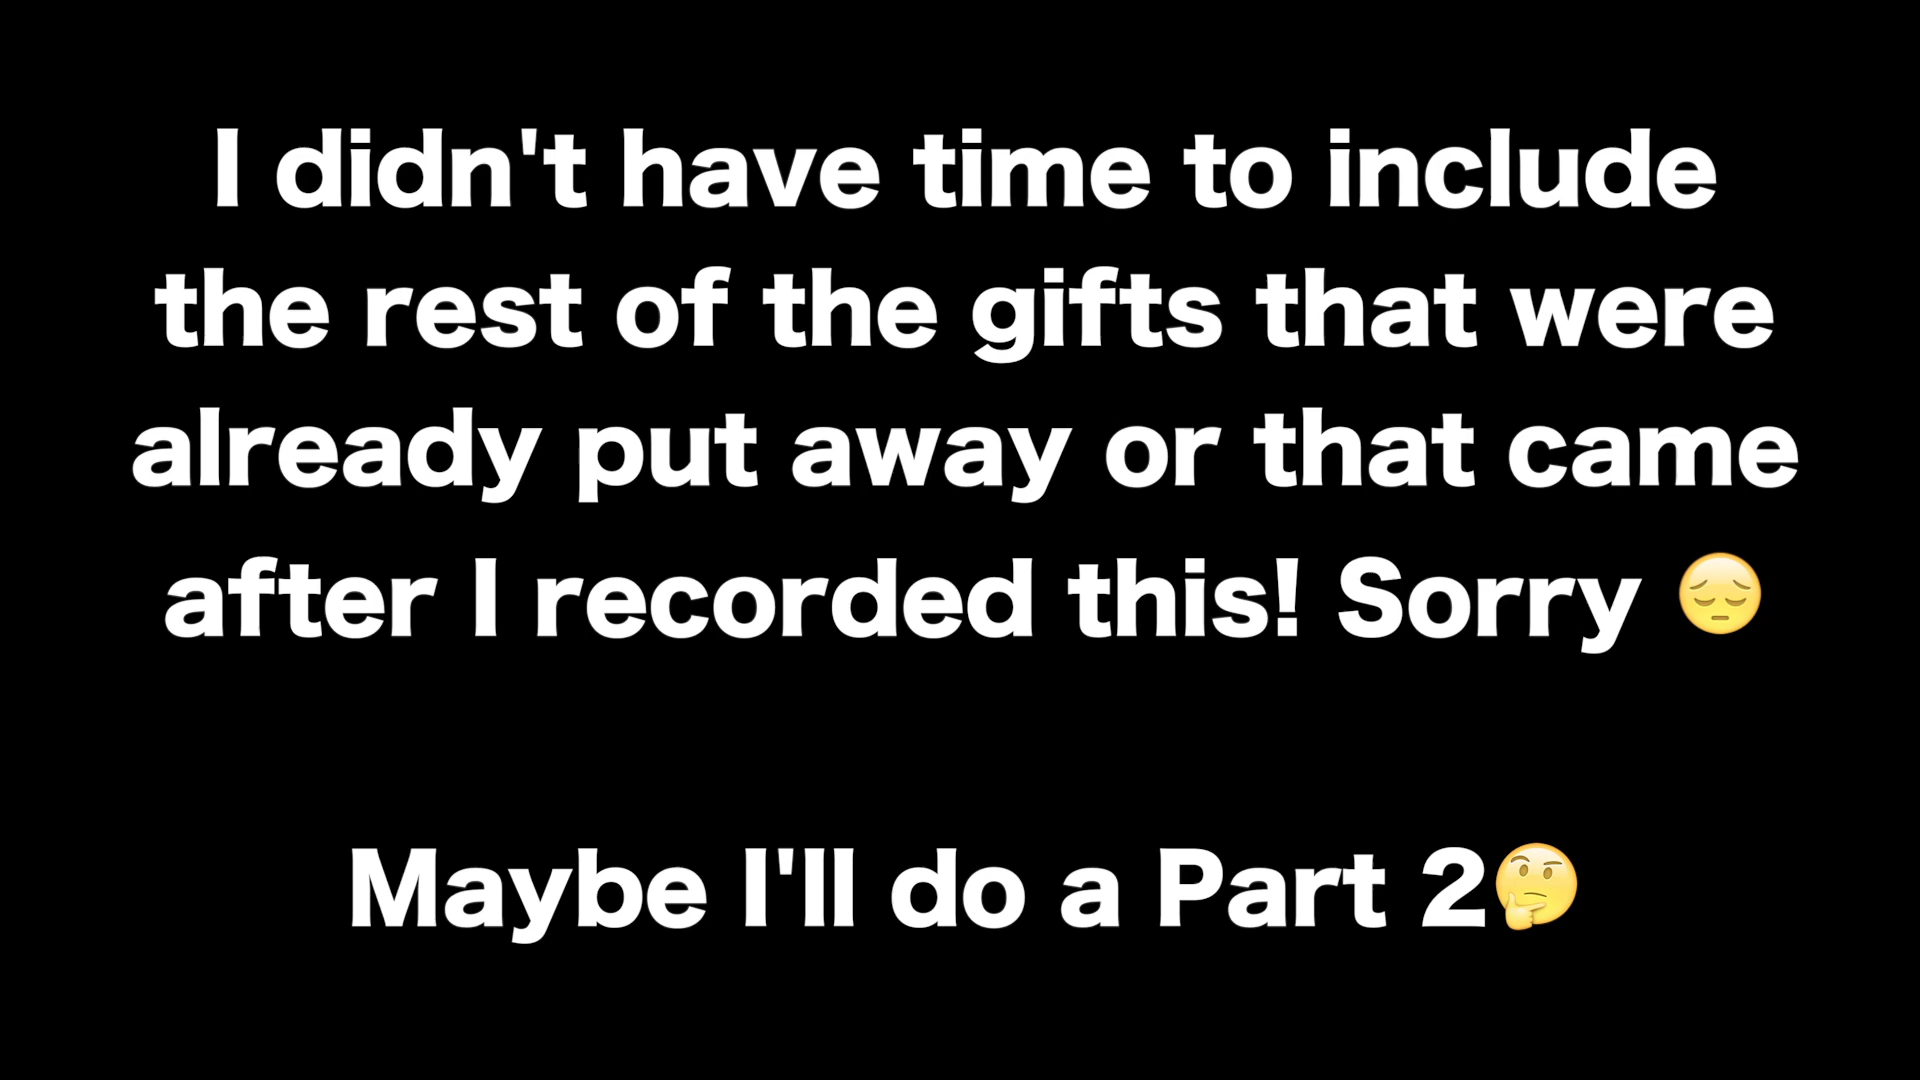 I didn't have time to include
the rest of the gifts that were
already put away or that came
after I recorded this! Sorry 😔
Maybe I'll do a Part 2🤔